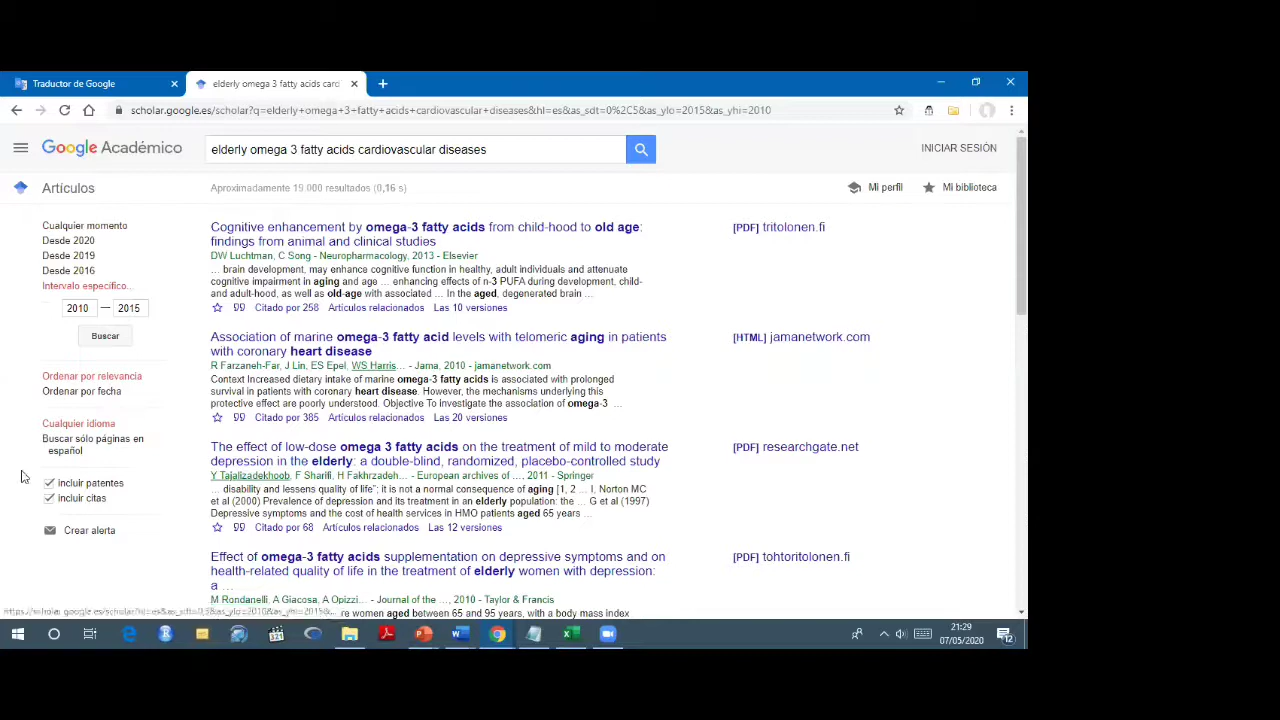 Traductor de Google
elderly omega 3 fatty acids card
scholar.google.es/scholar?q=elderly+omega+3+fatty+acids+cardiovascular+diseases&hl=es&as_sdt=0%2C5&as_ylo=2015&as_yhi=2010
Google Académico
elderly omega 3 fatty acids cardiovascular diseases
INICIAR SESIÓN
Artículos
Aproximadamente 19.000 resultados (0,16 s)
Mi perfil
Mi biblioteca
Cualquier momento
Desde 2020
Desde 2019
Desde 2016
Intervalo específico...
2010 — 2015
Buscar
Ordenar por relevancia
Ordenar por fecha
Cualquier idioma
Buscar sólo páginas en
español
incluir patentes
incluir citas
Crear alerta
Cognitive enhancement by omega-3 fatty acids from child-hood to old age:
findings from animal and clinical studies
DW Luchtman, C Song - Neuropharmacology, 2013 - Elsevier
... brain development, may enhance cognitive function in healthy, adult individuals and attenuate
cognitive impairment in aging and age ... enhancing effects of n-3 PUFA during development, child-
and adult-hood, as well as old-age with associated ... In the aged, degenerated brain ...
Citado por 258 Artículos relacionados Las 10 versiones
[PDF] tritolonen.fi
Association of marine omega-3 fatty acid levels with telomeric aging in patients
with coronary heart disease
R Farzaneh-Far, J Lin, ES Epel, WS Harris... - Jama, 2010 - jamanetwork.com
Context Increased dietary intake of marine omega-3 fatty acids is associated with prolonged
survival in patients with coronary heart disease. However, the mechanisms underlying this
protective effect are poorly understood. Objective To investigate the association of omega-3 ...
Citado por 385 Artículos relacionados Las 20 versiones
[HTML] jamanetwork.com
The effect of low-dose omega 3 fatty acids on the treatment of mild to moderate
depression in the elderly: a double-blind, randomized, placebo-controlled study
Y Tajalizadekhoob, F Sharifi, H Fakhrzadeh... - European archives of ..., 2011 - Springer
... disability and lessens quality of life"; it is not a normal consequence of aging [1, 2 ... I, Norton MC
et al (2000) Prevalence of depression and its treatment in an elderly population: the ... G et al (1997)
Depressive symptoms and the cost of health services in HMO patients aged 65 years ...
Citado por 68 Artículos relacionados Las 12 versiones
[PDF] researchgate.net
Effect of omega-3 fatty acids supplementation on depressive symptoms and on
health-related quality of life in the treatment of elderly women with depression:
a ...
M Rondanelli, A Giacosa, A Opizzi... - Journal of the ..., 2010 - Taylor & Francis
re women aged between 65 and 95 years, with a body mass index
[PDF] tohtoritolonen.fi
21:29
07/05/2020
12